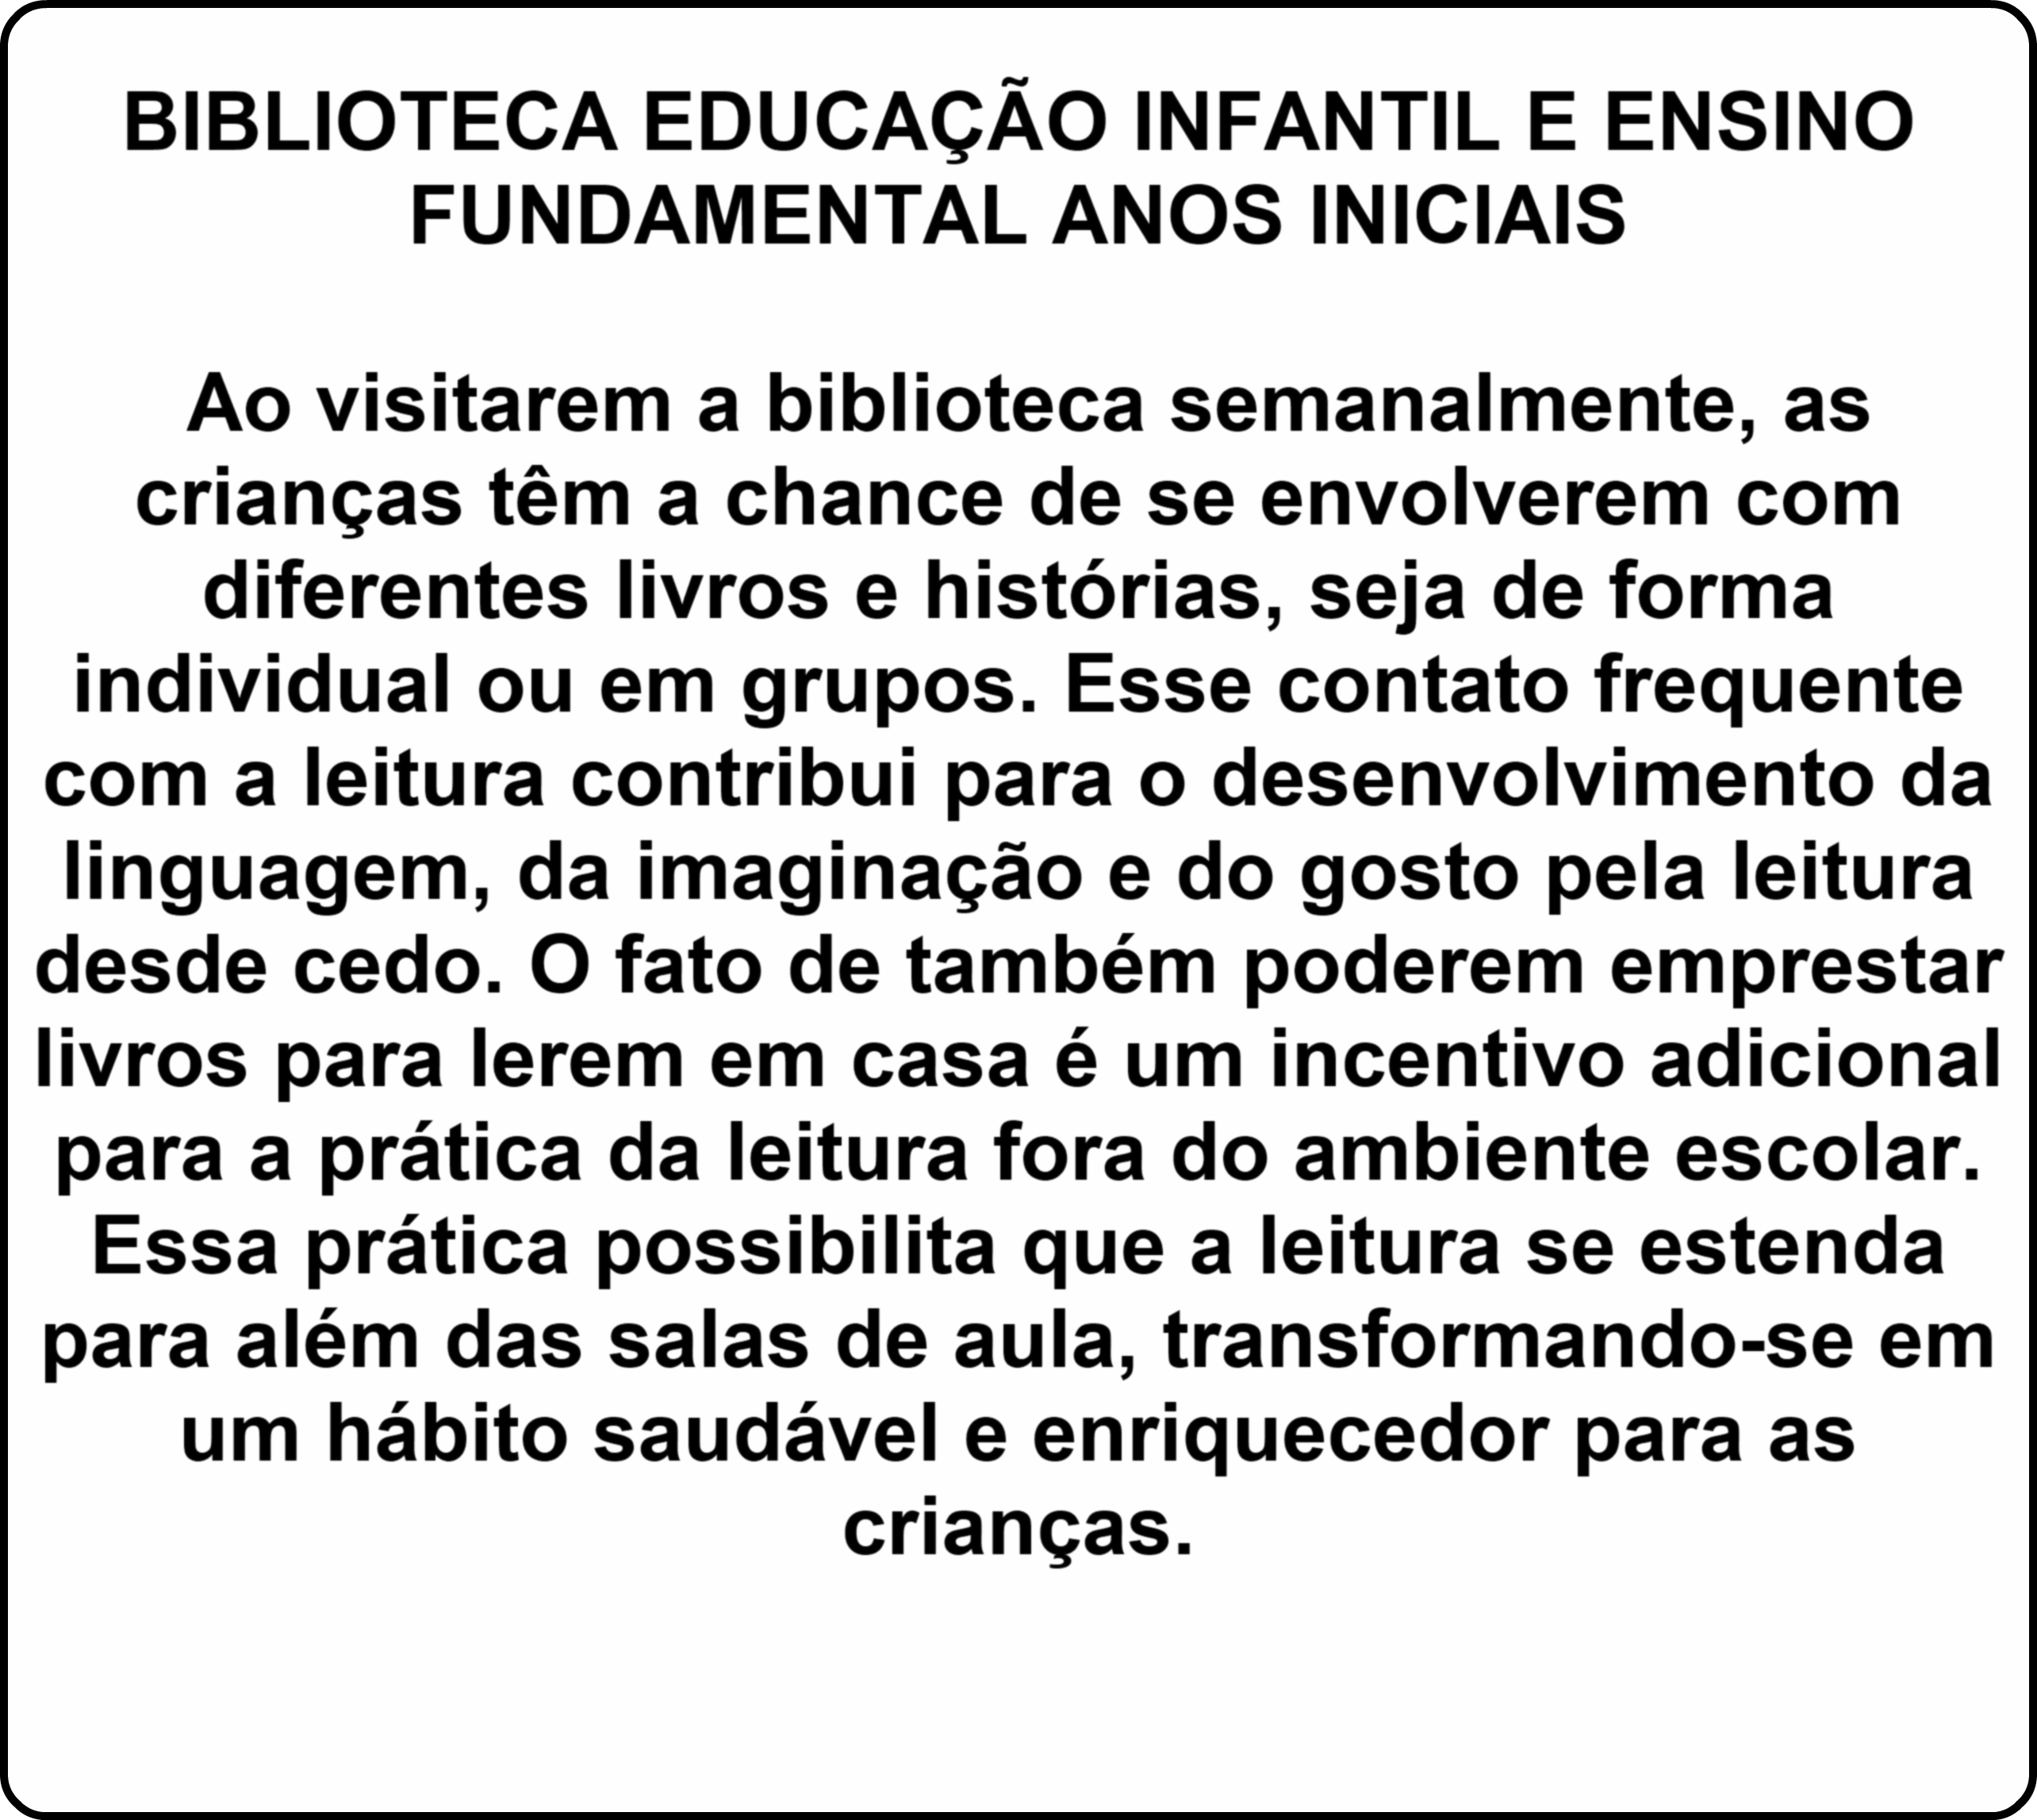 BIBLIOTECA EDUCAÇÃO INFANTIL E ENSINO
FUNDAMENTAL ANOS INICIAIS
Ao visitarem a biblioteca semanalmente, as
crianças têm a chance de se envolverem com
diferentes livros e histórias, seja de forma
individual ou em grupos. Esse contato frequente
com a leitura contribui para o desenvolvimento da
linguagem, da imaginação e do gosto pela leitura
desde cedo. O fato de também poderem emprestar
livros para lerem em casa é um incentivo adicional
para a prática da leitura fora do ambiente escolar.
Essa prática possibilita que a leitura se estenda
para além das salas de aula, transformando-se em
um hábito saudável e enriquecedor para as
crianças.